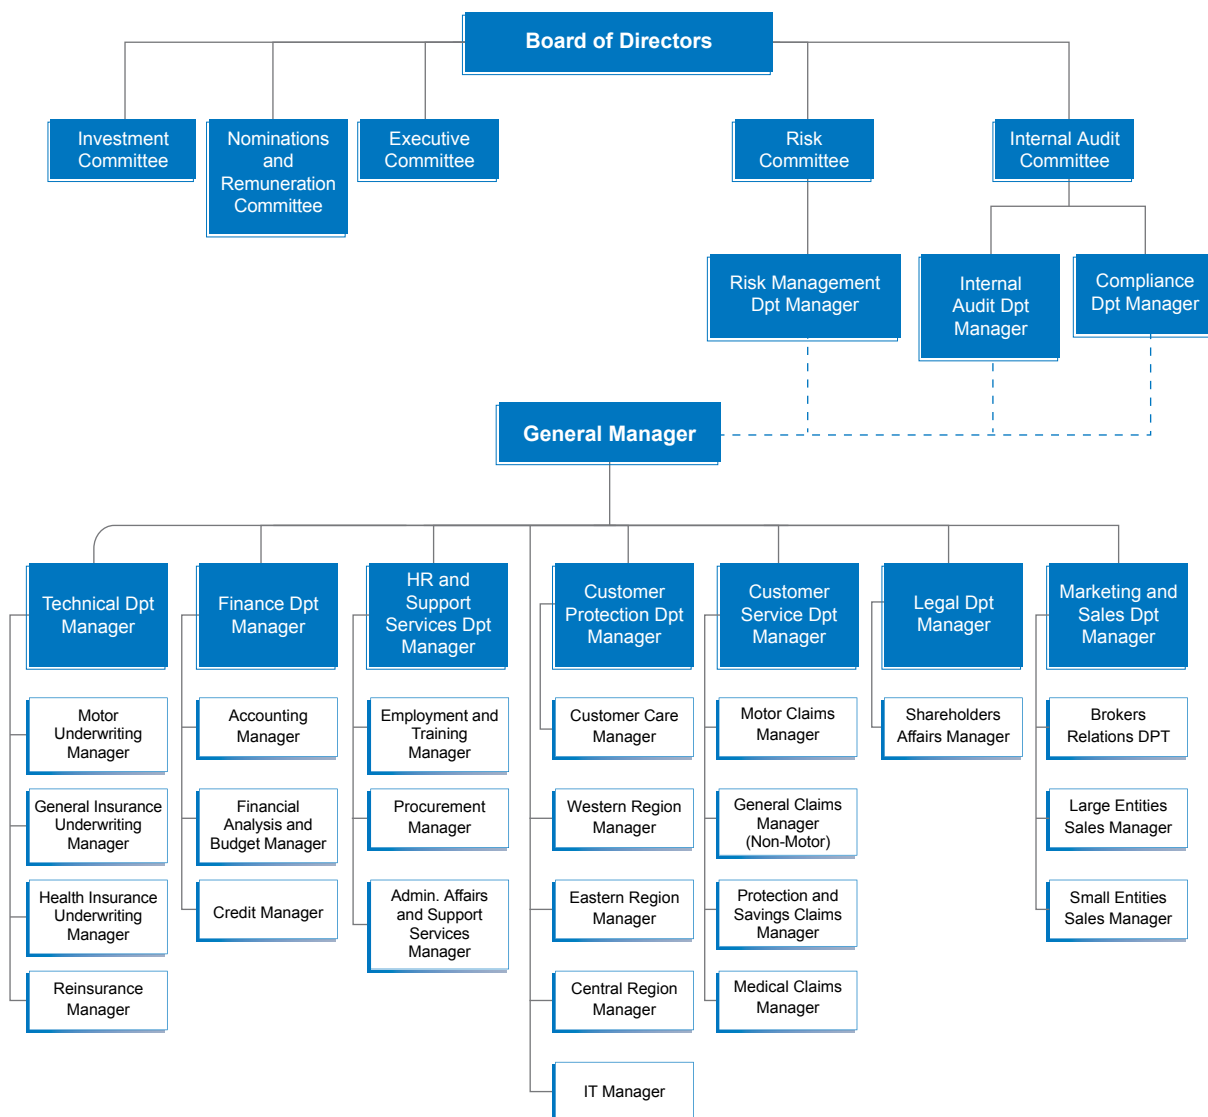 Board of Directors
Investment
Committee
Nominations
and
Remuneration
Committee
Executive
Committee
Risk
Committee
Internal Audit
Committee
Risk Management
Dpt Manager
Internal
Audit Dpt
Manager
Compliance
Dpt Manager
General Manager
Technical Dpt
Manager
Finance Dpt
Manager
HR and
Support
Services Dpt
Manager
Customer
Protection Dpt
Manager
Customer
Service Dpt
Manager
Legal Dpt
Manager
Marketing and
Sales Dpt
Manager
Motor
Underwriting
Manager
Accounting
Manager
Employment and
Training
Manager
Customer Care
Manager
Motor Claims
Manager
Shareholders
Affairs Manager
Brokers
Relations DPT
General Insurance
Underwriting
Manager
Financial
Analysis and
Budget Manager
Procurement
Manager
Western Region
Manager
General Claims
Manager
(Non-Motor)
Large Entities
Sales Manager
Health Insurance
Underwriting
Manager
Credit Manager
Admin. Affairs
and Support
Services
Manager
Eastern Region
Manager
Protection and
Savings Claims
Manager
Small Entities
Sales Manager
Reinsurance
Manager
Central Region
Manager
Medical Claims
Manager
IT Manager